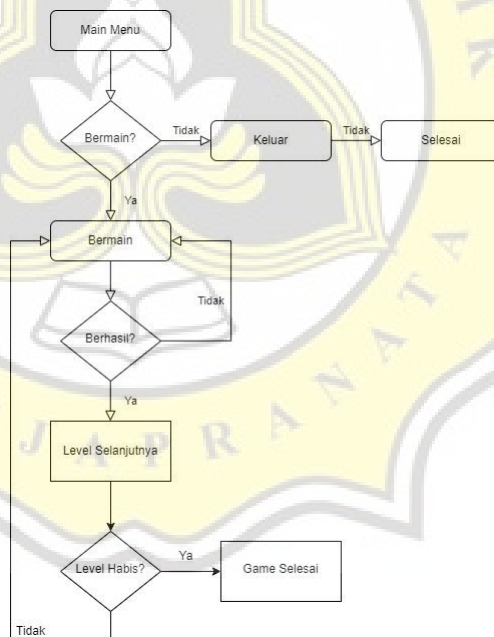 Main Menu
Bermain?
Tidak
Keluar
Tidak
Selesai
Ya
Bermain
Tidak
Berhasil?
Ya
Level Selanjutnya
Level Habis?
Ya
Game Selesai
Tidak
JAPRANATA
K